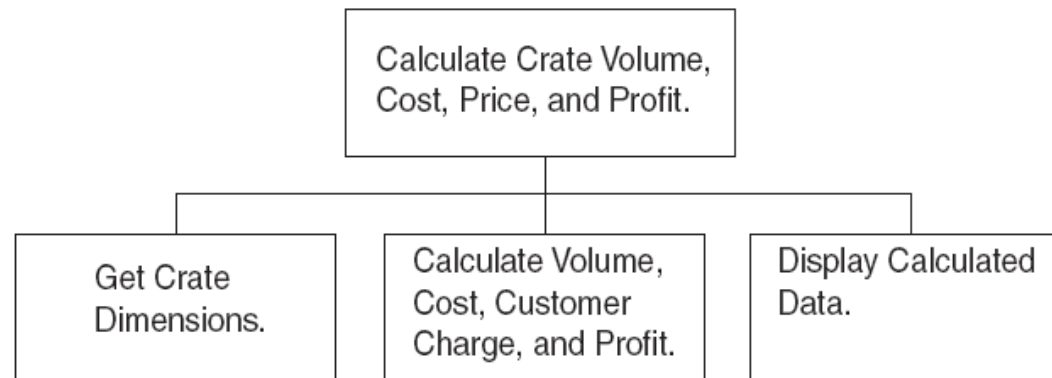 Calculate Crate Volume,
Cost, Price, and Profit.
Get Crate
Dimensions.
Calculate Volume,
Cost, Customer
Charge, and Profit.
Display Calculated
Data.